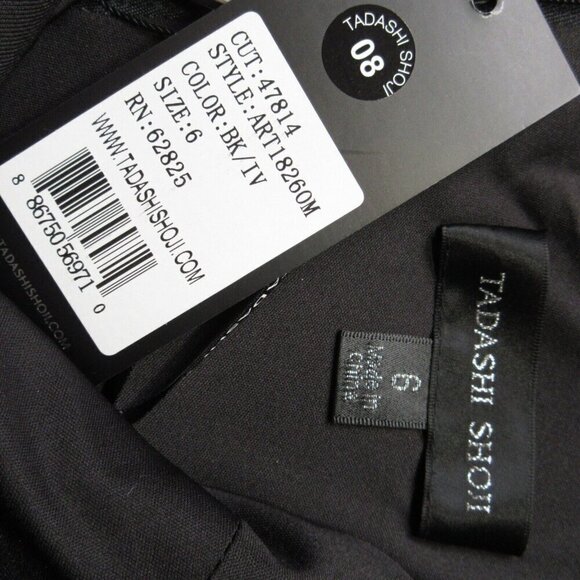 TADASHI SHOJI
08
CUT:47814
STYLE:ART18260M
COLOR:BK/IV
SIZE:6
RN:62825
WWW.TADASHISHOJI.COM
8 86750 56971 0
TADASHISHOJI.COM
TADASHI SHOJI
6
Made in
China